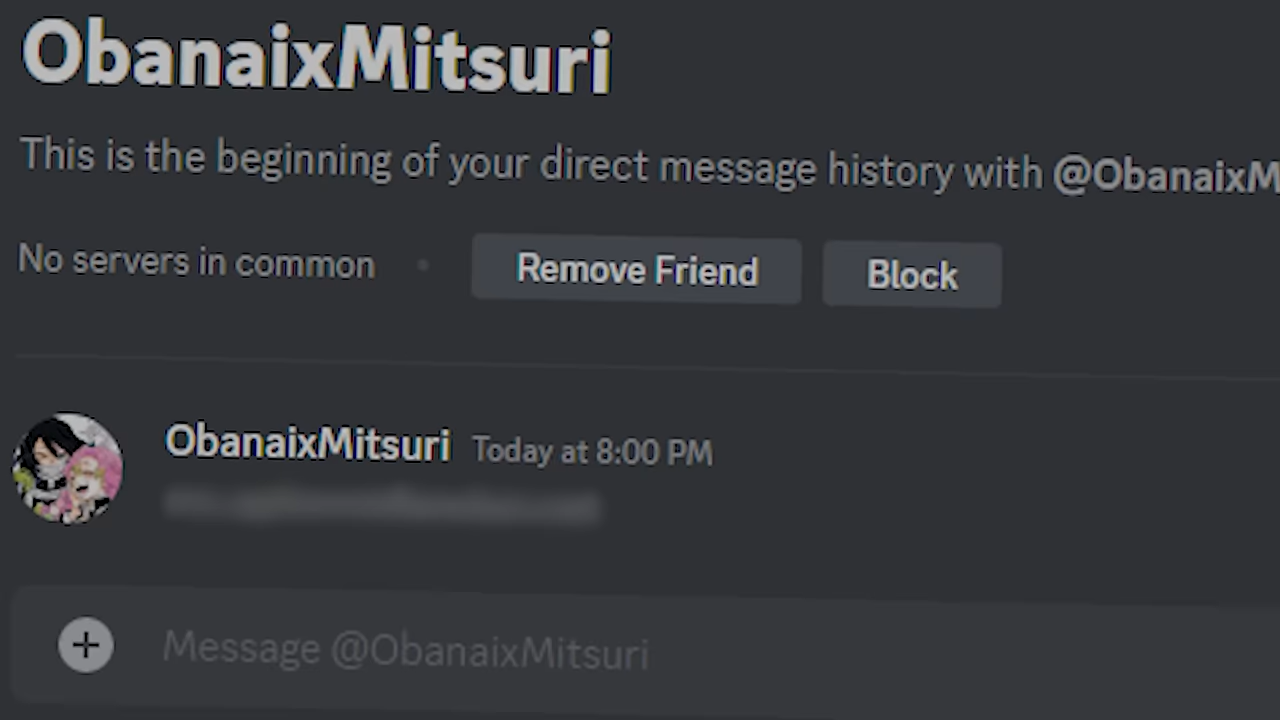 ObanaixMitsuri
This is the beginning of your direct message history with @ObanaixM
No servers in common • Remove Friend Block
ObanaixMitsuri Today at 8:00 PM
Message @ObanaixMitsuri